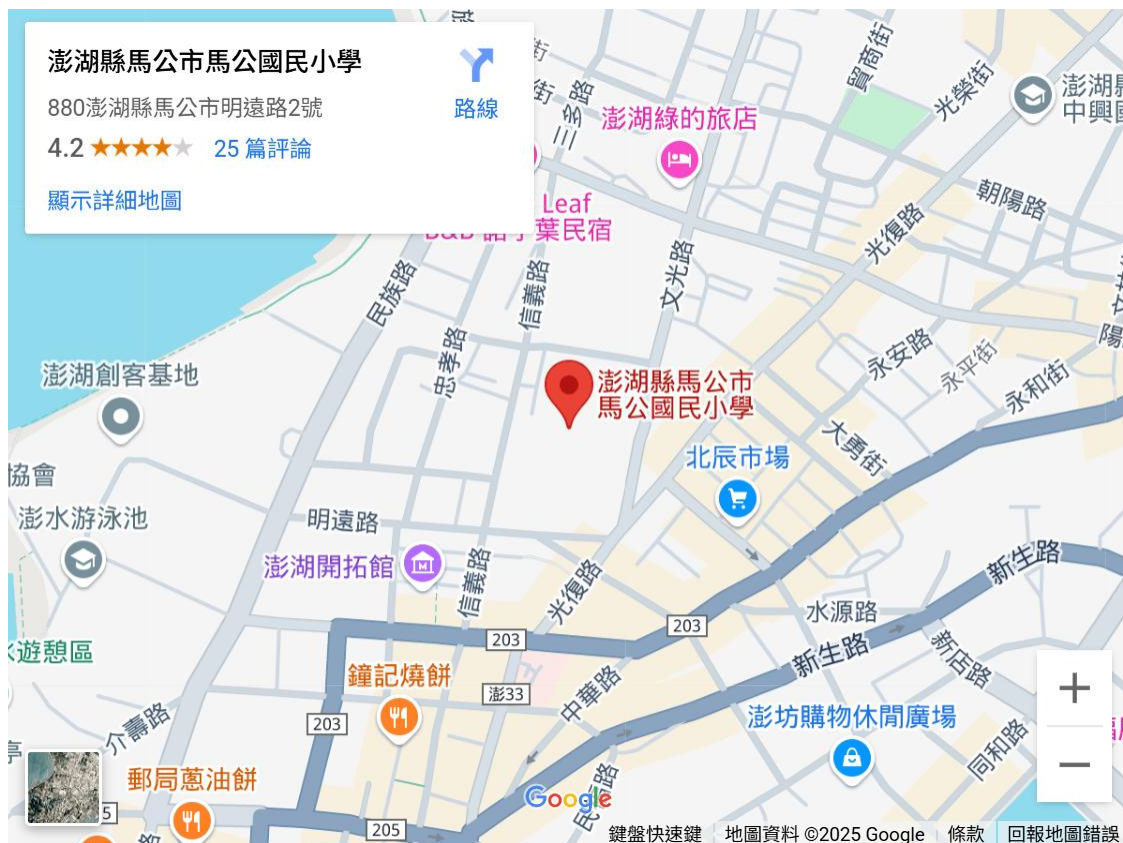 澎湖縣馬公市馬公國民小學
880澎湖縣馬公市明遠路2號
4.2
25 篇評論
顯示詳細地圖
路線
街
街
三多路
澎湖綠的旅店
貿商街
光榮街
中興
朝陽路
Leaf
葉民宿
光復路
文光路
民族路
信義路
忠孝路
永安路
永平街
永和街
陽
澎湖創客基地
澎湖縣馬公市
馬公國民小學
大勇街
北辰市場
協會
澎水游泳池
明遠路
澎湖開拓館
信義路
光復路
新生路
水源路
203
203
新生路
新店路
遊憩區
鐘記燒餅
澎33
中華路
203
澎坊購物休閒廣場
介壽路
同和路
亭
郵局蔥油餅
5
205
Google
鍵盤快速鍵
地圖資料 ©2025 Google
條款
回報地圖錯誤